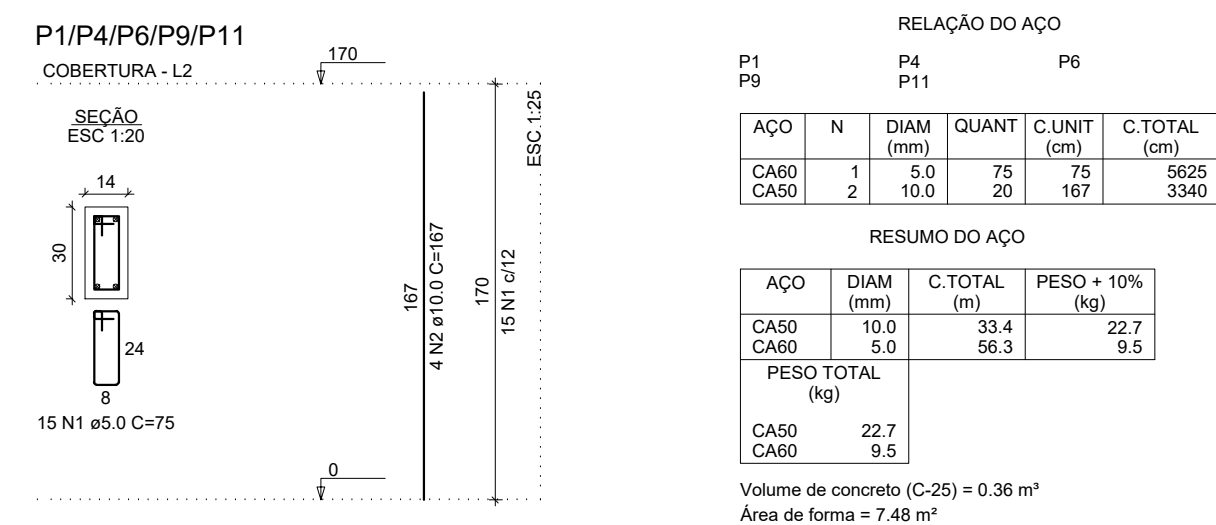 P1/P4/P6/P9/P11
COBERTURA - L2
170
SEÇÃO
ESC 1:20
ESC 1:25
14
30
24
8
15 N1 ø5.0 C=75
167
4 N2 ø10.0 C=167
170
15 N1 c/12
0
RELAÇÃO DO AÇO
P1 P4 P6
P9 P11
AÇO N DIAM QUANT C.UNIT C.TOTAL
(mm) (cm) (cm)
CA60 1 5.0 75 75 5625
CA50 2 10.0 20 167 3340
RESUMO DO AÇO
AÇO DIAM C.TOTAL PESO + 10%
(mm) (m) (kg)
CA50 10.0 33.4 22.7
CA60 5.0 56.3 9.5
PESO TOTAL
(kg)
CA50 22.7
CA60 9.5
Volume de concreto (C-25) = 0.36 m³
Área de forma = 7.48 m²